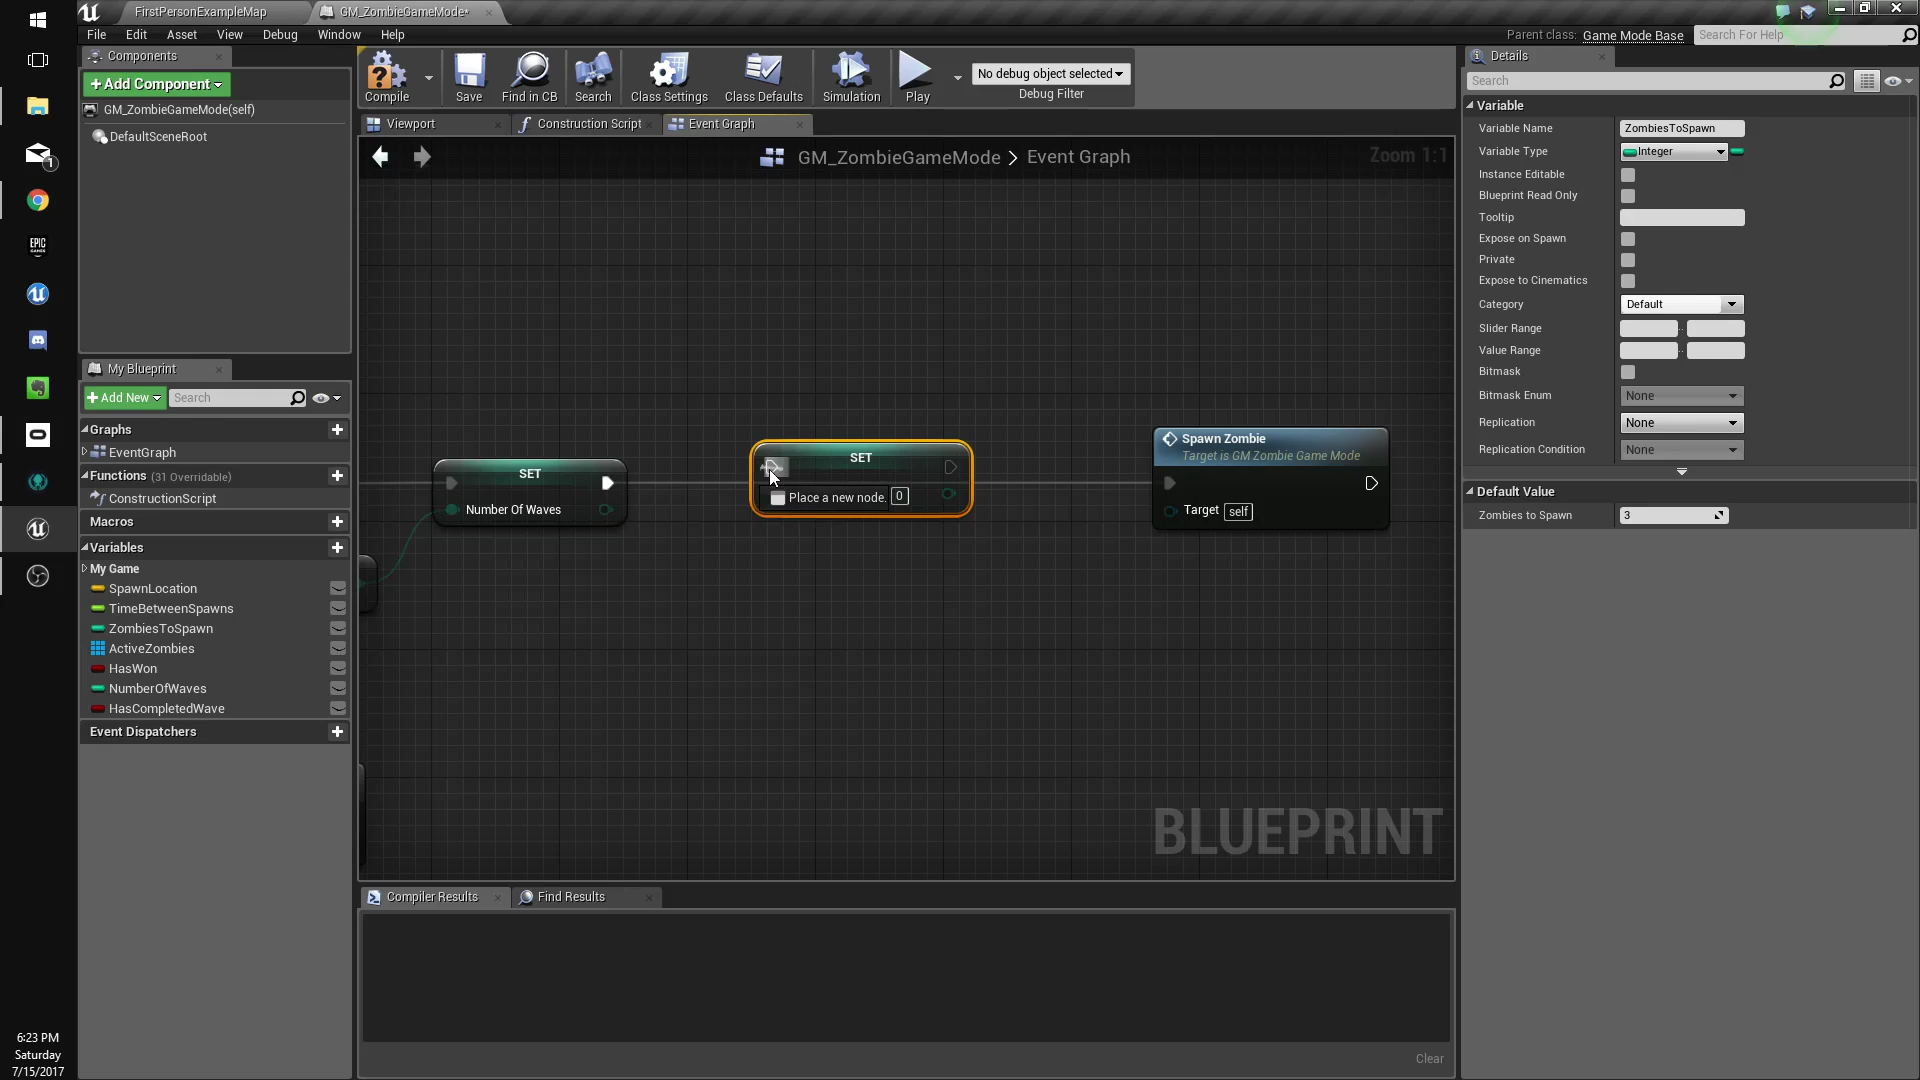 FirstPersonExampleMap
GM_ZombieGameMode*
File Edit Asset View Debug Window Help
Parent class: Game Mode Base
Search For Help
Components
+Add Component
GM_ZombieGameMode(self)
DefaultSceneRoot
Compile
Save
Find in CB
Search
Class Settings
Class Defaults
Simulation
Play
No debug object selected
Debug Filter
Viewport
Construction Script
Event Graph
GM_ZombieGameMode > Event Graph
Zoom 1:1
SET
Number Of Waves
SET
Place a new node.
0
Spawn Zombie
Target is GM Zombie Game Mode
Target self
BLUEPRINT
My Blueprint
+Add New
Search
Graphs
EventGraph
Functions (31 Overridable)
ConstructionScript
Macros
Variables
My Game
SpawnLocation
TimeBetweenSpawns
ZombiesToSpawn
ActiveZombies
HasWon
NumberOfWaves
HasCompletedWave
Event Dispatchers
Compiler Results
Find Results
Clear
Details
Search
Variable
Variable Name ZombiesToSpawn
Variable Type Integer
Instance Editable
Blueprint Read Only
Tooltip
Expose on Spawn
Private
Expose to Cinematics
Category Default
Slider Range
Value Range
Bitmask
Bitmask Enum None
Replication None
Replication Condition None
Default Value
Zombies to Spawn 3
1
EPIC
GAMES
6:23 PM
Saturday
7/15/2017